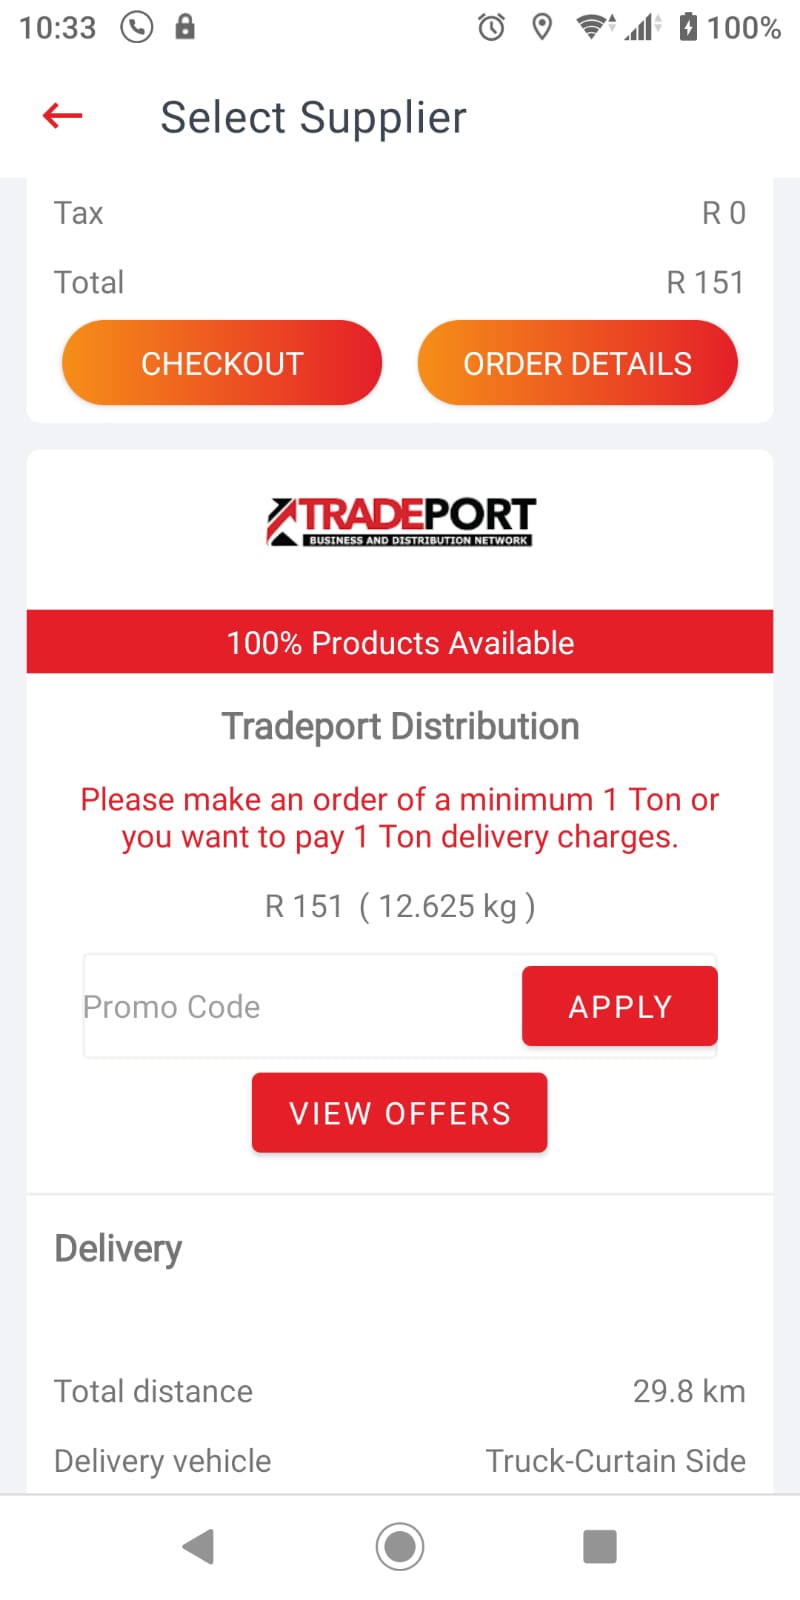 10:33 100%
Select Supplier
Tax R 0
Total R 151
CHECKOUT ORDER DETAILS
TRADEPORT
BUSINESS AND DISTRIBUTION NETWORK
100% Products Available
Tradeport Distribution
Please make an order of a minimum 1 Ton or
you want to pay 1 Ton delivery charges.
R 151 ( 12.625 kg )
Promo Code APPLY
VIEW OFFERS
Delivery
Total distance 29.8 km
Delivery vehicle Truck-Curtain Side